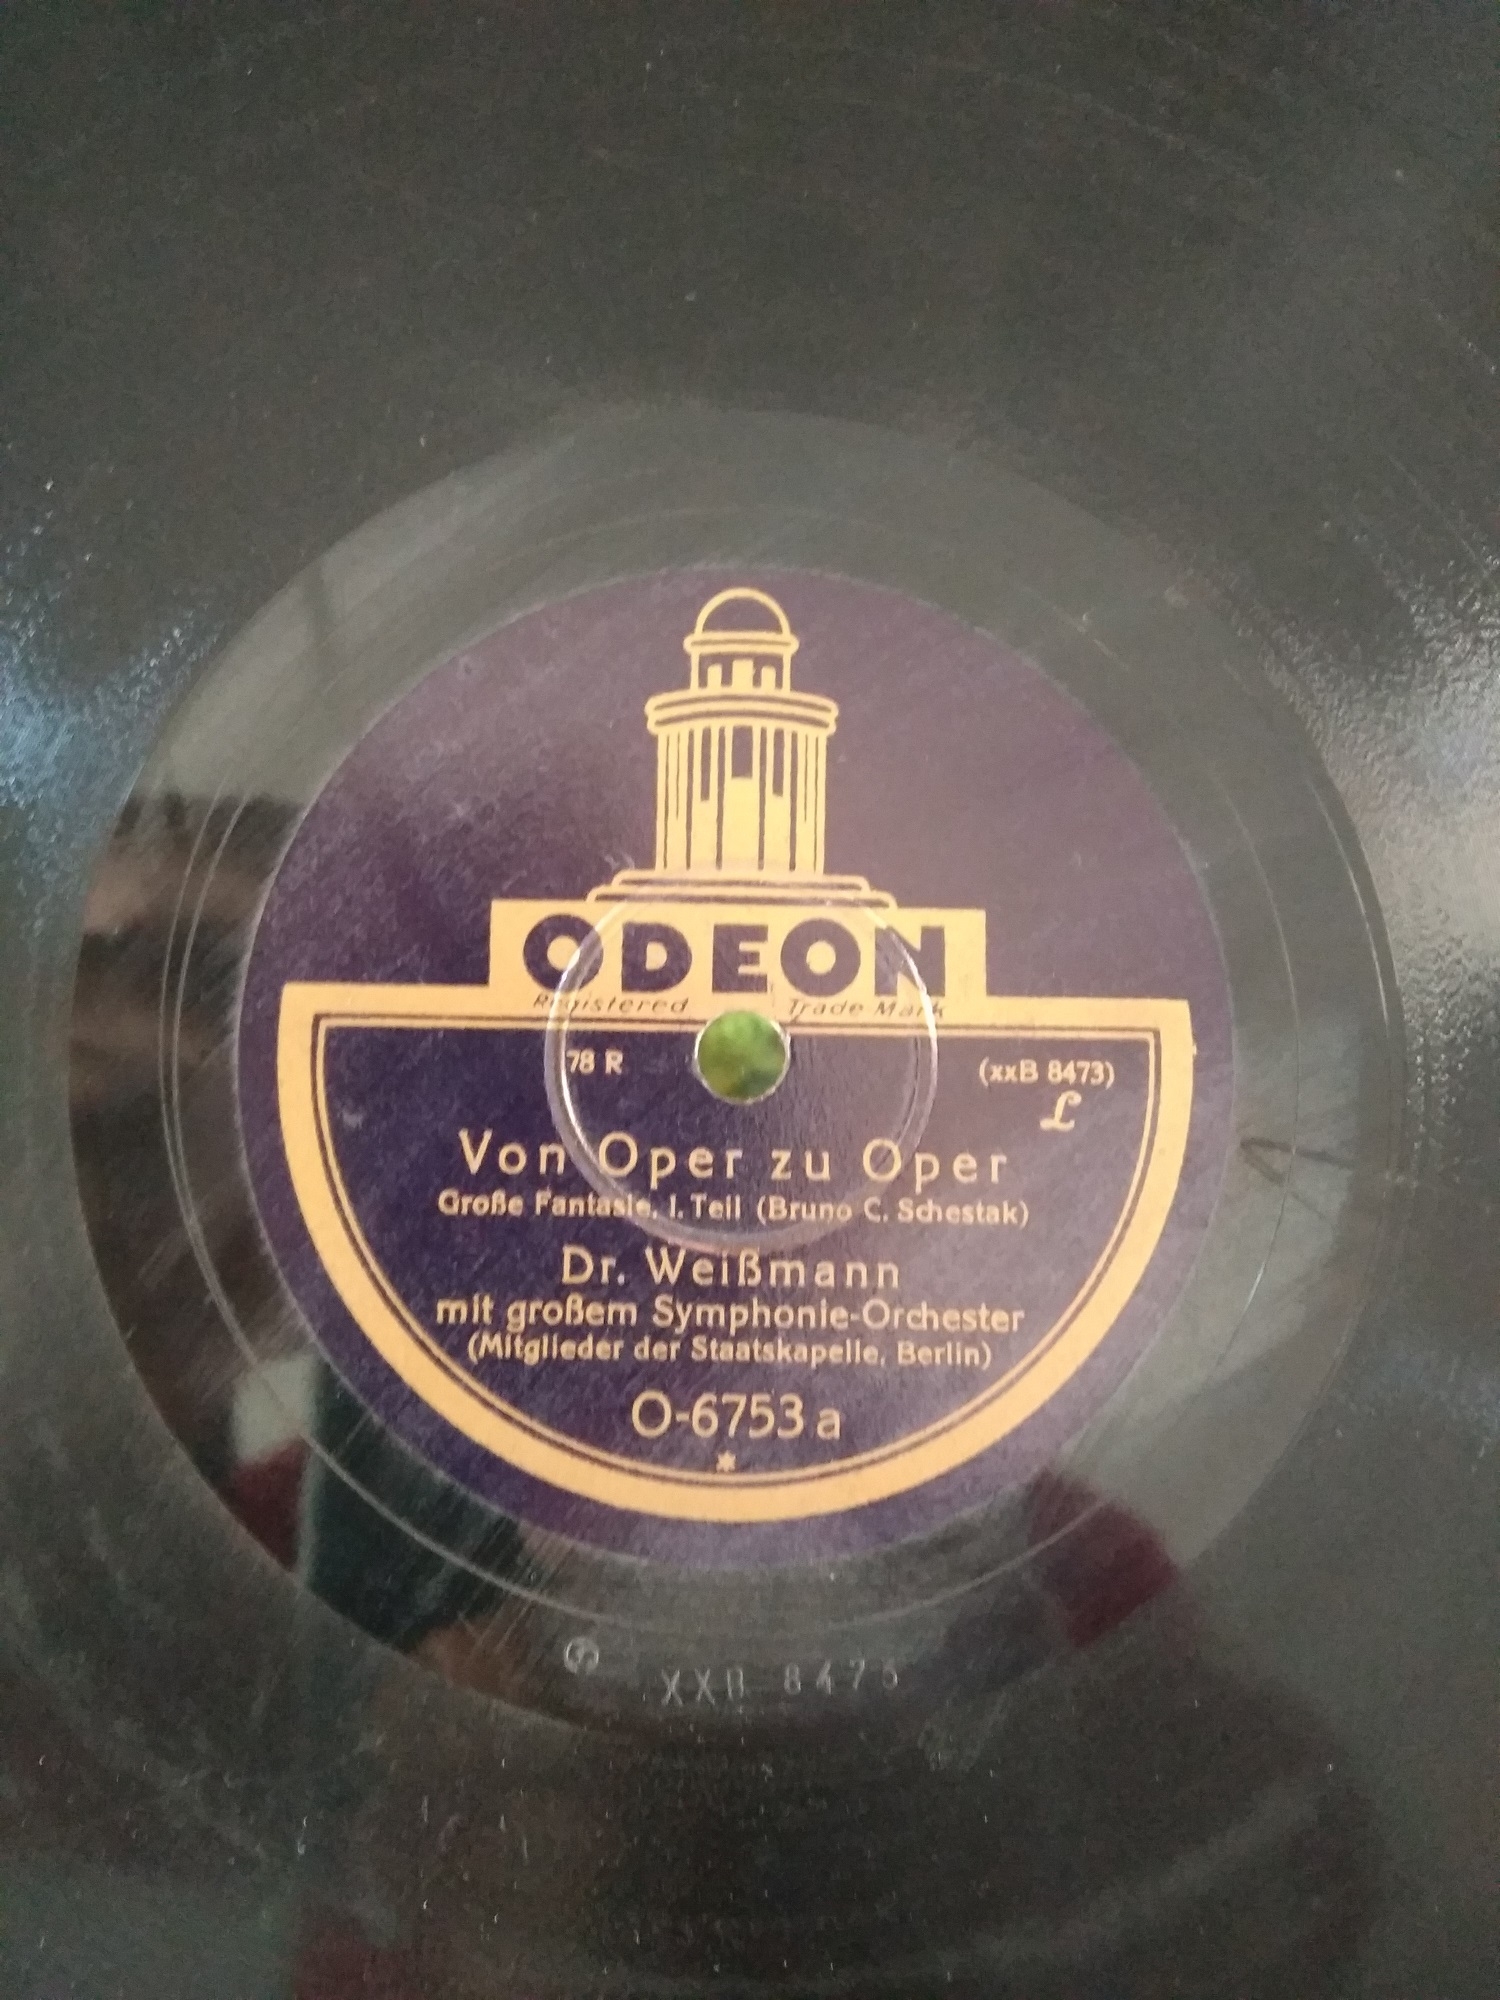 ODEON
Registered Trade Mark
78 R
(xxB 8473)
L
Von Oper zu Oper
Große Fantasie, I. Teil (Bruno C. Schestak)
Dr. Weißmann
mit großem Symphonie-Orchester
(Mitglieder der Staatskapelle, Berlin)
O-6753 a
*
XXB